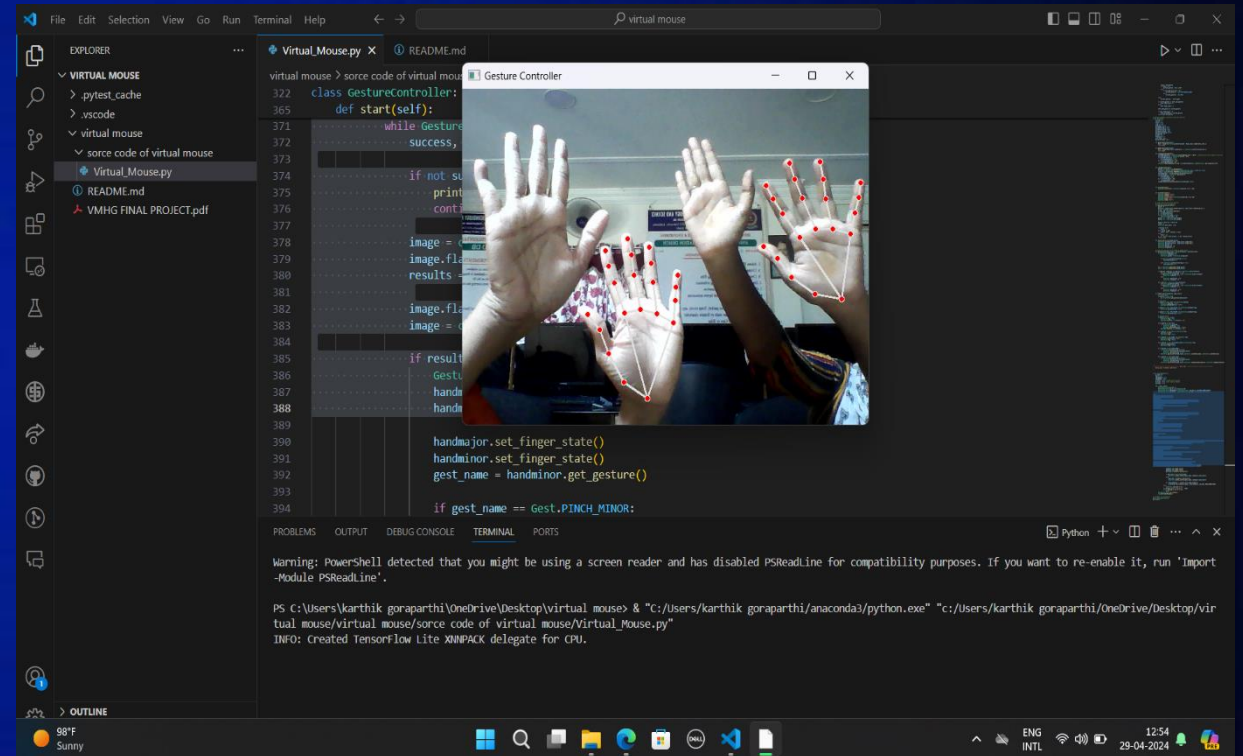 File Edit Selection View Go Run Terminal Help
virtual mouse
EXPLORER
VIRTUAL MOUSE
.pytest_cache
.vscode
virtual mouse
sorce code of virtual mouse
Virtual_Mouse.py
README.md
VMHG FINAL PROJECT.pdf
OUTLINE
Virtual_Mouse.py README.md
virtual mouse > sorce code of virtual mous
322 class GestureController:
365 def start(self):
371 while Gesture
372 success,
373
374 if not su
375 print
376 conti
377
378 image = c
379 image.fla
380 results =
381
382 image.fla
383 image = c
384
385 if result
386 Gestu
387 handm
388 handm
389
390 handmajor.set_finger_state()
391 handminor.set_finger_state()
392 gest_name = handminor.get_gesture()
393
394 if gest_name == Gest.PINCH_MINOR:
Gesture Controller
PROBLEMS OUTPUT DEBUG CONSOLE TERMINAL PORTS
Python
Warning: PowerShell detected that you might be using a screen reader and has disabled PSReadLine for compatibility purposes. If you want to re-enable it, run 'Import
-Module PSReadLine'.
PS C:\Users\karthik goraparthi\OneDrive\Desktop\virtual mouse> & "C:/Users/karthik goraparthi/anaconda3/python.exe" "c:/Users/karthik goraparthi/OneDrive/Desktop/vir
tual mouse/virtual mouse/sorce code of virtual mouse/Virtual_Mouse.py"
INFO: Created TensorFlow Lite XNNPACK delegate for CPU.
98°F
Sunny
DELL
ENG
INTL
12:54
29-04-2024